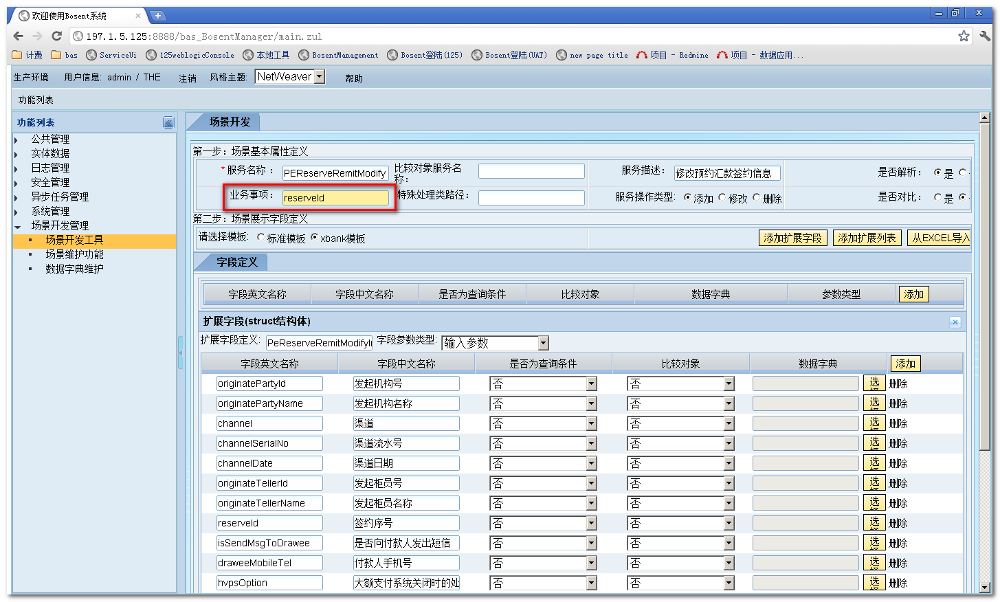 欢迎使用Bosent系统
197.1.5.125:8888/bas_BosentManager/main.zul
计费 bas ServiceUi 125weblogicConsole 本地工具 BosentManagement Bosent登陆(125) Bosent登陆(UAT) new page title 项目 - Redmine 项目 - 数据应用...
生产环境 用户信息: admin / THE 注销 风格主题: NetWeaver 帮助
功能列表
功能列表
公共管理
实体数据
日志管理
安全管理
异步任务管理
系统管理
场景开发管理
场景开发工具
场景维护功能
数据字典维护
场景开发
第一步：场景基本属性定义
* 服务名称： PEReserveRemitModify 比较对象服务名称： 服务描述： 修改预约汇款签约信息 是否解析： 是
业务事项： reserveId 特殊处理类路径： 服务操作类型: 添加 修改 删除 是否对比： 是
第二步：场景展示字段定义
请选择模板: 标准模板 xbank模板 添加扩展字段 添加扩展列表 从EXCEL导入
字段定义
字段英文名称 字段中文名称 是否为查询条件 比较对象 数据字典 参数类型 添加
扩展字段(struct结构体)
扩展字段定义: PeReserveRemitModifyI 字段参数类型: 输入参数
字段英文名称 字段中文名称 是否为查询条件 比较对象 数据字典 添加
originatePartyId 发起机构号 否 否 选择 删除
originatePartyName 发起机构名称 否 否 选择 删除
channel 渠道 否 否 选择 删除
channelSerialNo 渠道流水号 否 否 选择 删除
channelDate 渠道日期 否 否 选择 删除
originateTellerId 发起柜员号 否 否 选择 删除
originateTellerName 发起柜员名称 否 否 选择 删除
reserveId 签约序号 否 否 选择 删除
isSendMsgToDrawee 是否向付款人发出短信 否 否 选择 删除
draweeMobileTel 付款人手机号 否 否 选择 删除
hvpsOption 大额支付系统关闭时的处 否 否 选择 删除